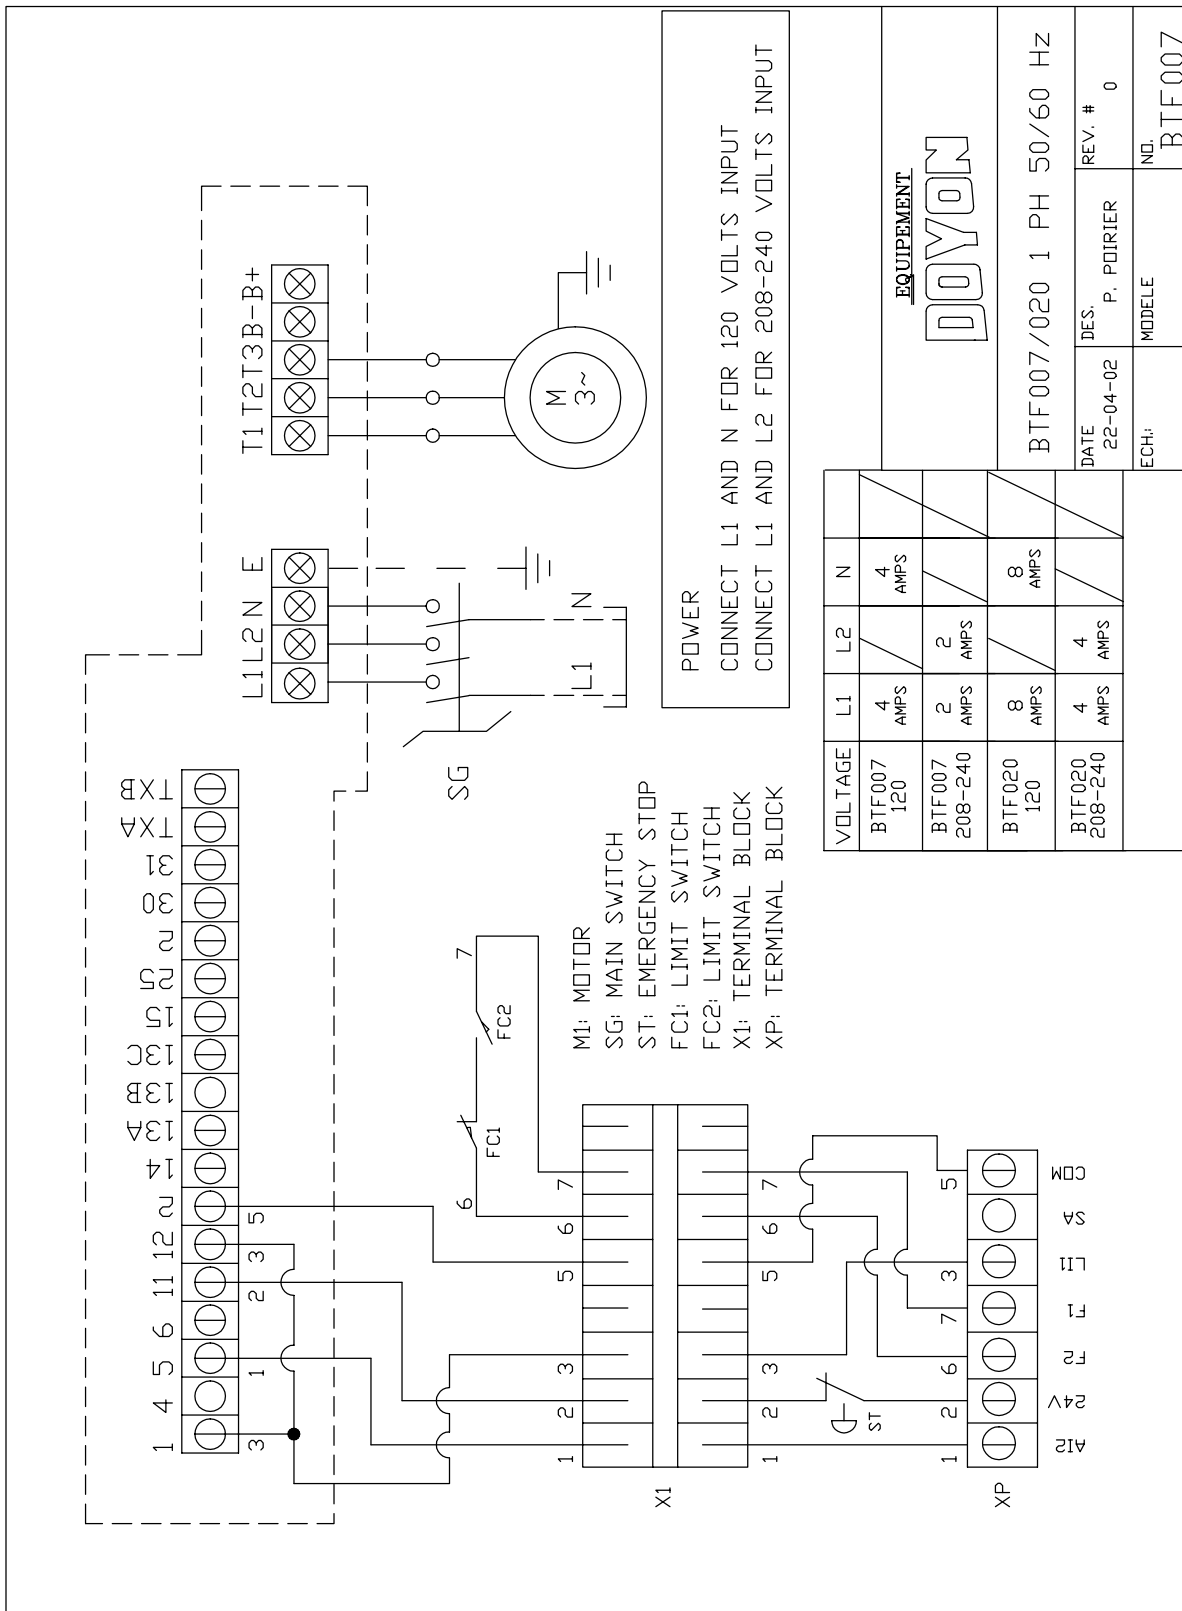 1 4 5 6 11 12 2 14 13A 13B 13C 15 25 2 30 31 TXA TXB
3 1 2 3 5
L1 L2 N E
T1 T2 T3 B- B+
SG
L1 N
M
3~
6 7
FC1 FC2
1 2 3 5 6 7
X1
1 2 3 5 6 7
ST
1 2 6 7 3 5
XP
AI2 24V F2 F1 LI1 SA COM
M1: MOTOR
SG: MAIN SWITCH
ST: EMERGENCY STOP
FC1: LIMIT SWITCH
FC2: LIMIT SWITCH
X1: TERMINAL BLOCK
XP: TERMINAL BLOCK
POWER
CONNECT L1 AND N FOR 120 VOLTS INPUT
CONNECT L1 AND L2 FOR 208-240 VOLTS INPUT
VOLTAGE L1 L2 N
BTF007 120 4 AMPS 4 AMPS
BTF007 208-240 2 AMPS 2 AMPS
BTF020 120 8 AMPS 8 AMPS
BTF020 208-240 4 AMPS 4 AMPS
EQUIPEMENT
DOYON
BTF007/020 1 PH 50/60 Hz
DATE 22-04-02
DES. P. POIRIER
REV. # 0
ECH.:
MODELE
NO. BTF007